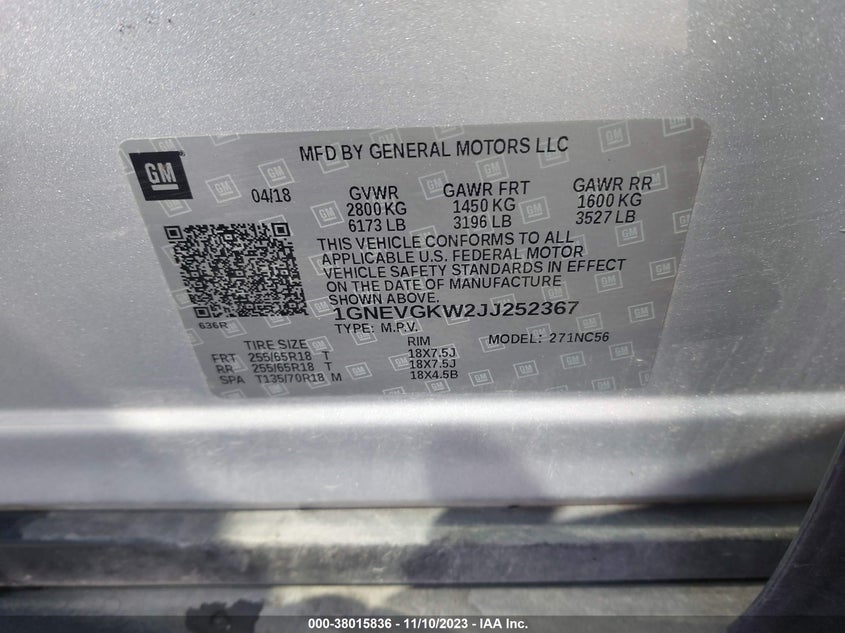 GM
MFD BY GENERAL MOTORS LLC
04/18
GVWR
2800 KG
6173 LB
GAWR FRT
1450 KG
3196 LB
GAWR RR
1600 KG
3527 LB
THIS VEHICLE CONFORMS TO ALL
APPLICABLE U.S. FEDERAL MOTOR
VEHICLE SAFETY STANDARDS IN EFFECT
ON THE DATE OF MANUFACTURE
SHOWN ABOVE.
636R
1GNEVGKW2JJ252367
TYPE: M.P.V.
MODEL: 271NC56
TIRE SIZE RIM
FRT 255/65R18 T 18X7.5J
RR 255/65R18 T 18X7.5J
SPA T135/70R18 M 18X4.5B
000-38015836 - 11/10/2023 - IAA Inc.